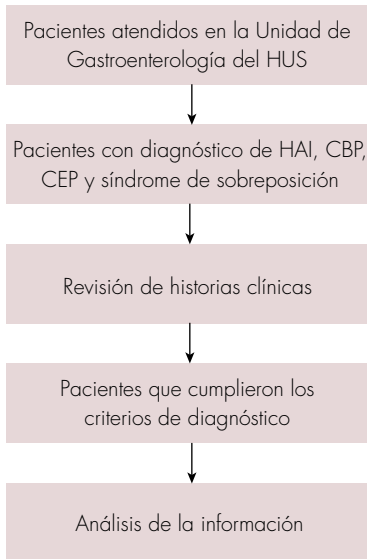 Pacientes atendidos en la Unidad de
Gastroenterología del HUS
Pacientes con diagnóstico de HAI, CBP,
CEP y síndrome de sobreposición
Revisión de historias clínicas
Pacientes que cumplieron los
criterios de diagnóstico
Análisis de la información